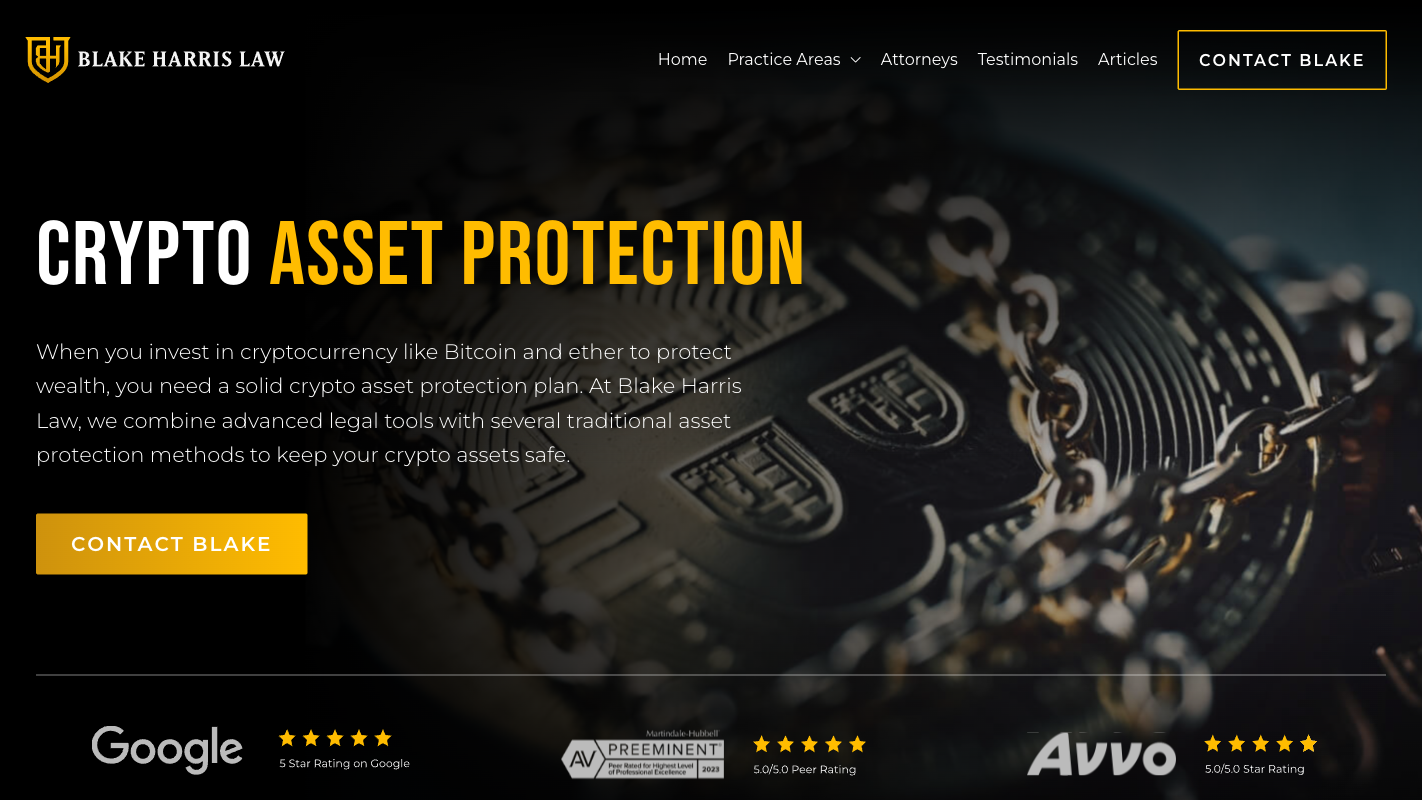 BLAKE HARRIS LAW
Home
Practice Areas
Attorneys
Testimonials
Articles
CONTACT BLAKE
CRYPTO ASSET PROTECTION
When you invest in cryptocurrency like Bitcoin and ether to protect
wealth, you need a solid crypto asset protection plan. At Blake Harris
Law, we combine advanced legal tools with several traditional asset
protection methods to keep your crypto assets safe.
CONTACT BLAKE
Google
5 Star Rating on Google
Martindale-Hubbell®
AV PREEMINENT®
Peer Rated for Highest Level
of Professional Excellence
2023
5.0/5.0 Peer Rating
Avvo
5.0/5.0 Star Rating